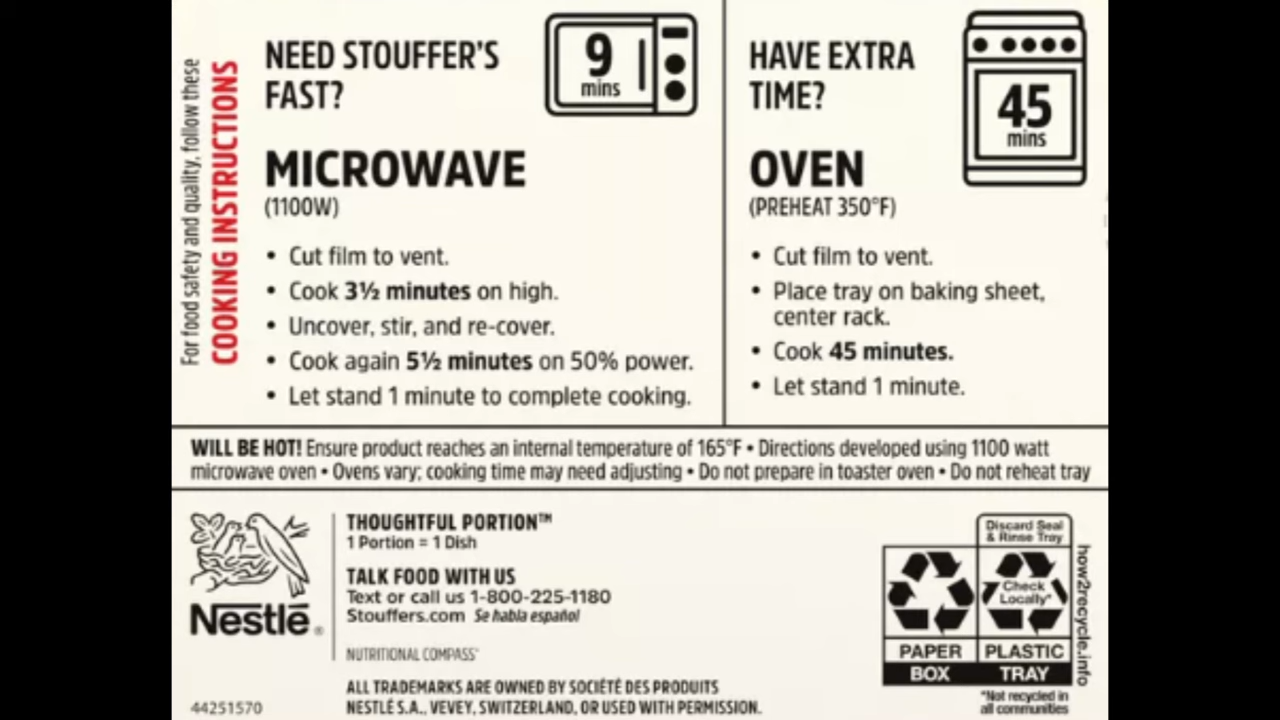 For food safety and quality, follow these
COOKING INSTRUCTIONS
NEED STOUFFER'S
FAST?
9
mins
MICROWAVE
(1100W)
• Cut film to vent.
• Cook 3½ minutes on high.
• Uncover, stir, and re-cover.
• Cook again 5½ minutes on 50% power.
• Let stand 1 minute to complete cooking.
HAVE EXTRA
TIME?
45
mins
OVEN
(PREHEAT 350°F)
• Cut film to vent.
• Place tray on baking sheet,
center rack.
• Cook 45 minutes.
• Let stand 1 minute.
WILL BE HOT! Ensure product reaches an internal temperature of 165°F • Directions developed using 1100 watt
microwave oven • Ovens vary; cooking time may need adjusting • Do not prepare in toaster oven • Do not reheat tray
Nestlé®
THOUGHTFUL PORTION™
1 Portion = 1 Dish
TALK FOOD WITH US
Text or call us 1-800-225-1180
Stouffers.com Se habla español
NUTRITIONAL COMPASS®
ALL TRADEMARKS ARE OWNED BY SOCIÉTÉ DES PRODUITS
NESTLÉ S.A., VEVEY, SWITZERLAND, OR USED WITH PERMISSION.
44251570
Discard Seal
& Rinse Tray
Check
Locally*
PAPER
BOX
PLASTIC
TRAY
how2recycle.info
*Not recycled in
all communities